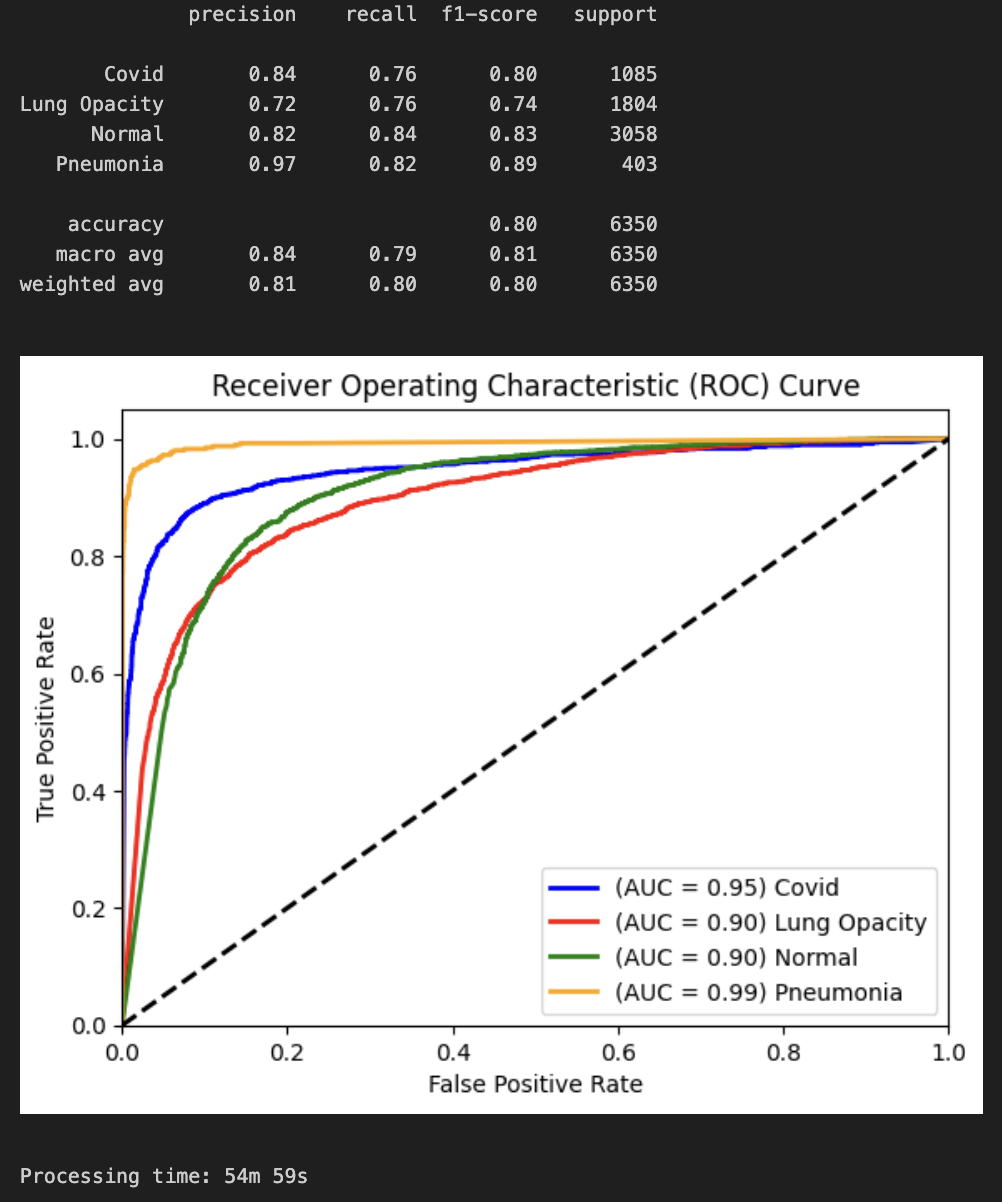 precision recall f1-score support
Covid 0.84 0.76 0.80 1085
Lung Opacity 0.72 0.76 0.74 1804
Normal 0.82 0.84 0.83 3058
Pneumonia 0.97 0.82 0.89 403
accuracy 0.80 6350
macro avg 0.84 0.79 0.81 6350
weighted avg 0.81 0.80 0.80 6350
Receiver Operating Characteristic (ROC) Curve
1.0
0.8
0.6
0.4
0.2
0.0
True Positive Rate
(AUC = 0.95) Covid
(AUC = 0.90) Lung Opacity
(AUC = 0.90) Normal
(AUC = 0.99) Pneumonia
0.0 0.2 0.4 0.6 0.8 1.0
False Positive Rate
Processing time: 54m 59s